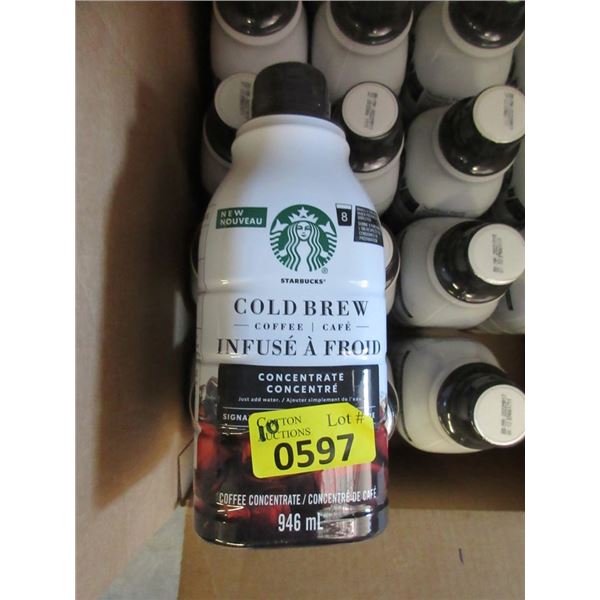 NEW
NOUVEAU
8
STARBUCKS®
COLD BREW
COFFEE | CAFÉ
INFUSÉ À FROID
CONCENTRATE
CONCENTRÉ
Just add water. / Ajouter simplement de l'eau.
10
AUCTIONS
Lot #
0597
COFFEE CONCENTRATE / CONCENTRÉ DE CAFÉ
946 mL